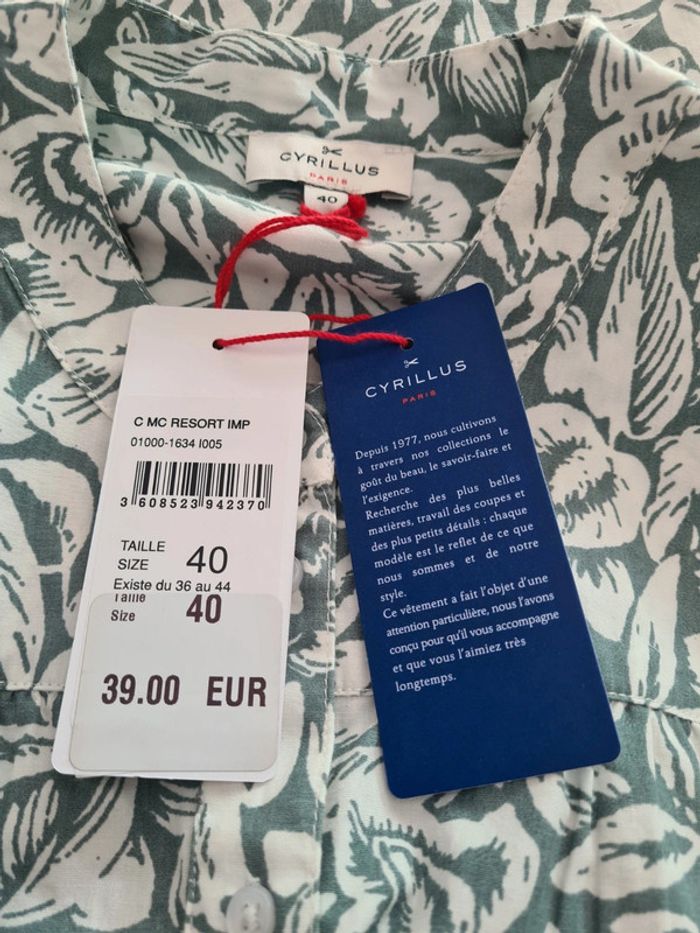 CYRILLUS
PARIS
40
C MC RESORT IMP
01000-1634 I005
3 608523 942370
TAILLE
SIZE 40
Existe du 36 au 44
Taille
Size 40
39.00 EUR
CYRILLUS
PARIS
Depuis 1977, nous cultivons
à travers nos collections le
goût du beau, le savoir-faire et
l'exigence.
Recherche des plus belles
matières, travail des coupes et
des plus petits détails : chaque
modèle est le reflet de ce que
nous sommes et de notre
style.
Ce vêtement a fait l'objet d'une
attention particulière, nous l'avons
conçu pour qu'il vous accompagne
et que vous l'aimiez très
longtemps.